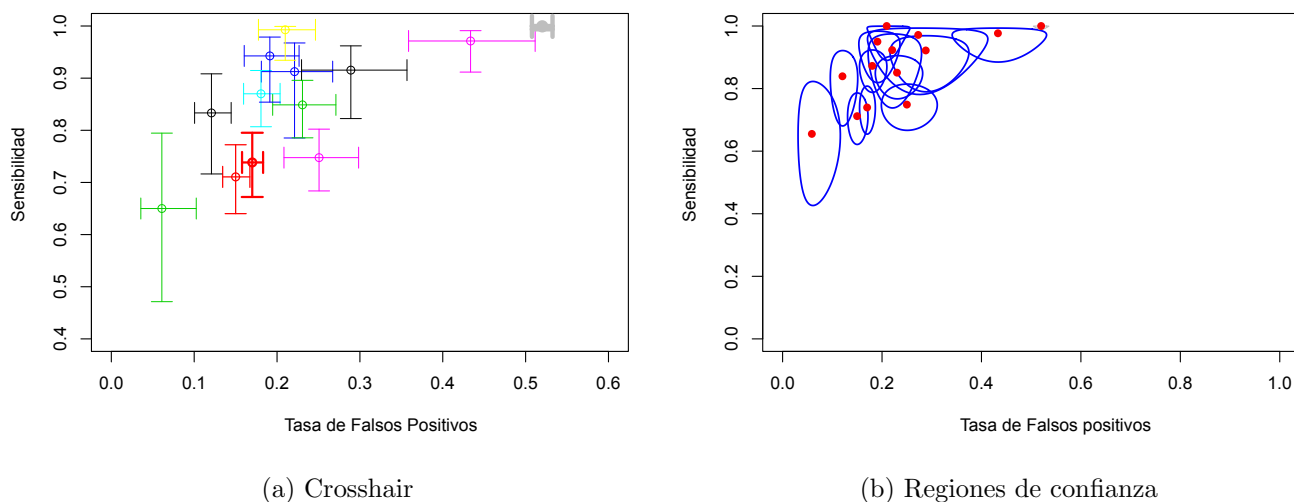 Sensibilidad
1.0
0.9
0.8
0.7
0.6
0.5
0.4
0.0 0.1 0.2 0.3 0.4 0.5 0.6
Tasa de Falsos Positivos
(a) Crosshair
Sensibilidad
1.0
0.8
0.6
0.4
0.2
0.0
0.0 0.2 0.4 0.6 0.8 1.0
Tasa de Falsos positivos
(b) Regiones de confianza